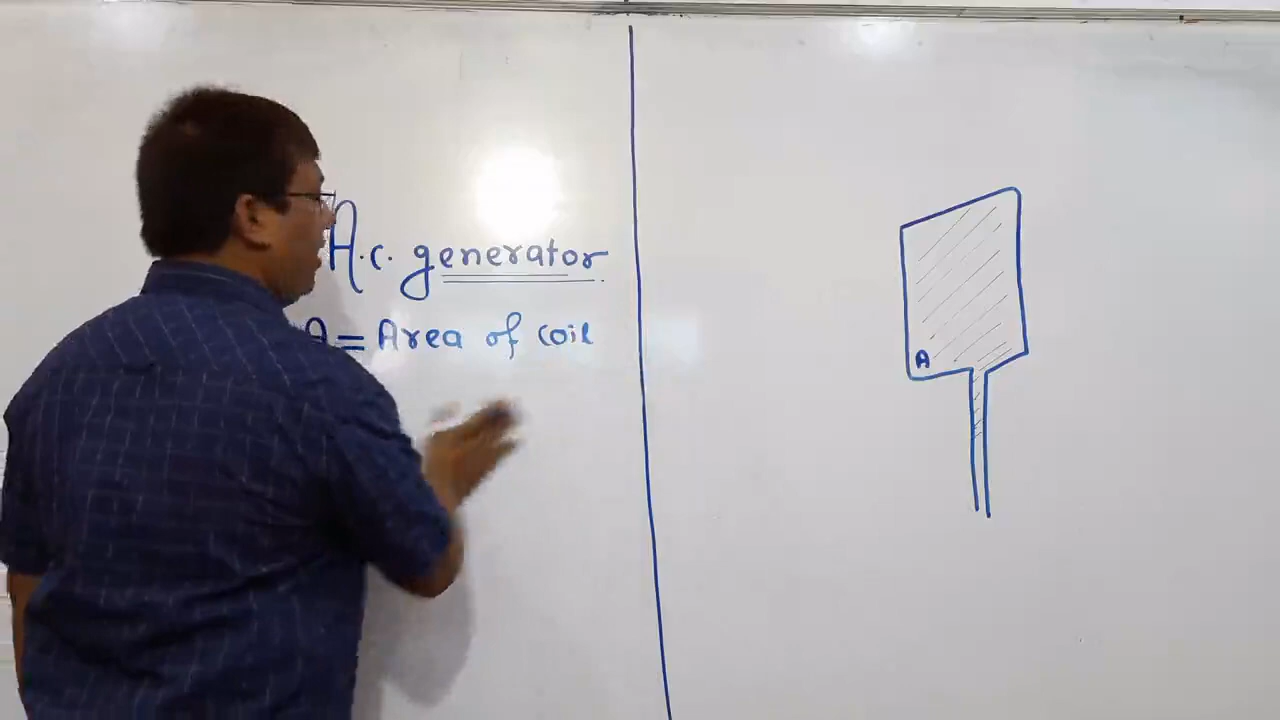 A.c. generator.
A = Area of coil
A